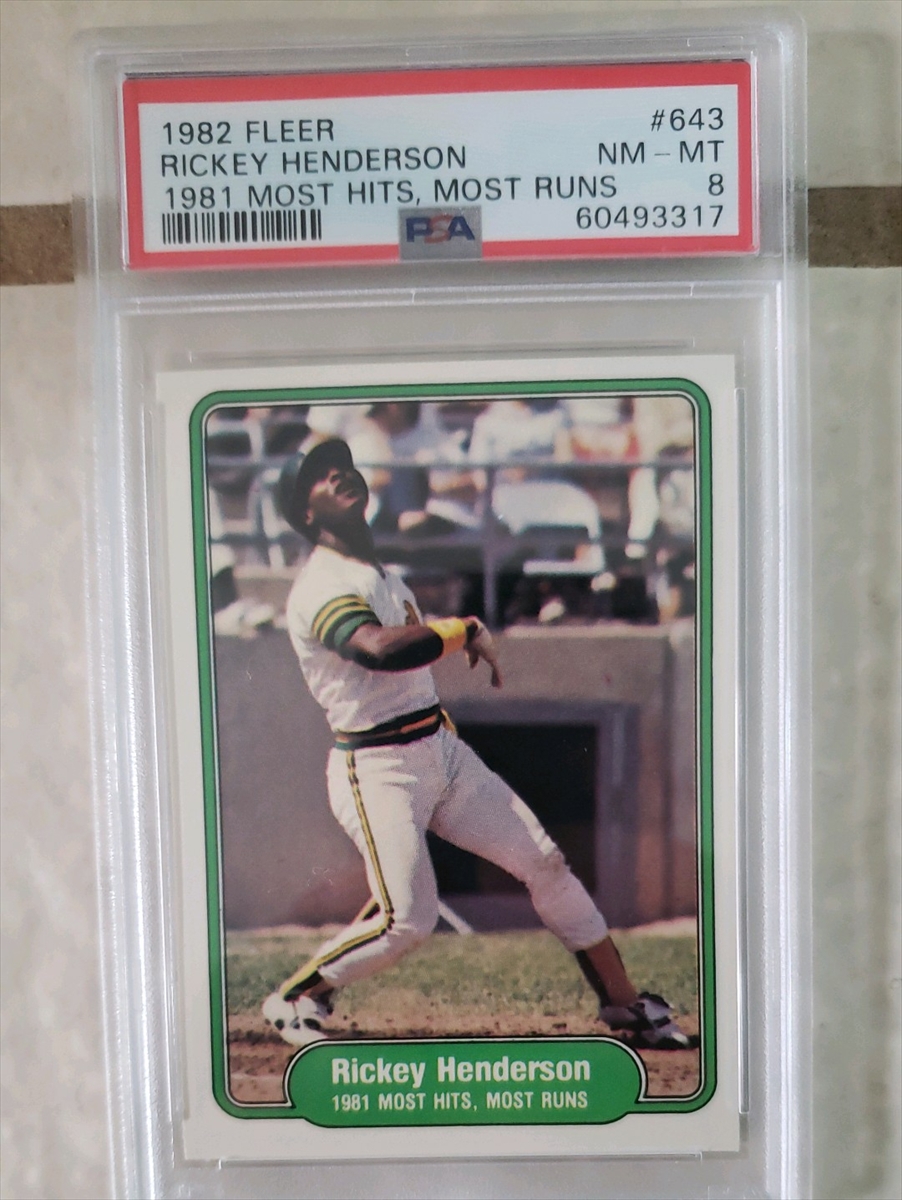 1982 FLEER #643
RICKEY HENDERSON NM - MT
1981 MOST HITS, MOST RUNS 8
PSA 60493317
Rickey Henderson
1981 MOST HITS, MOST RUNS